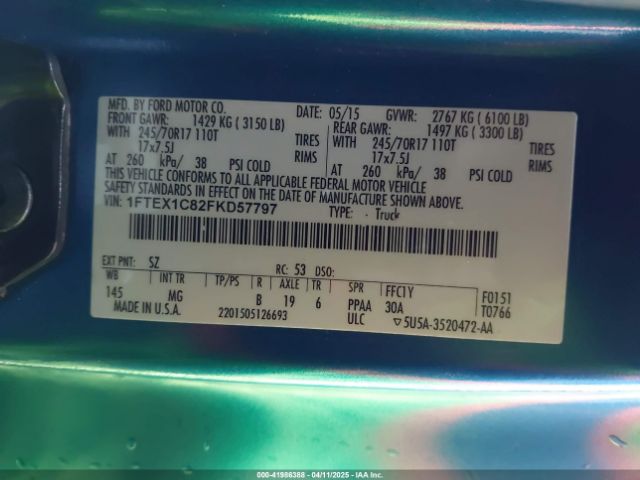 MFD. BY FORD MOTOR CO.
DATE: 05/15 GVWR: 2767 KG ( 6100 LB)
FRONT GAWR: 1429 KG ( 3150 LB) REAR GAWR: 1497 KG ( 3300 LB)
WITH 245/70R17 110T TIRES WITH 245/70R17 110T TIRES
17x7.5J RIMS 17x7.5J RIMS
AT 260 kPa/ 38 PSI COLD AT 260 kPa/ 38 PSI COLD
THIS VEHICLE CONFORMS TO ALL APPLICABLE FEDERAL MOTOR VEHICLE
SAFETY STANDARDS IN EFFECT ON THE DATE OF MANUFACTURE SHOWN ABOVE.
VIN: 1FTEX1C82FKD57797 TYPE: - Truck
EXT PNT: SZ RC: 53 DSO:
WB INT TR TP/PS R AXLE TR SPR FFC1Y F0151
145 MG B 19 6 PPAA 30A T0766
MADE IN U.S.A. 2201505126693 ULC ▽5U5A-3520472-AA
000-41986388 - 04/11/2025 - IAAI.COM